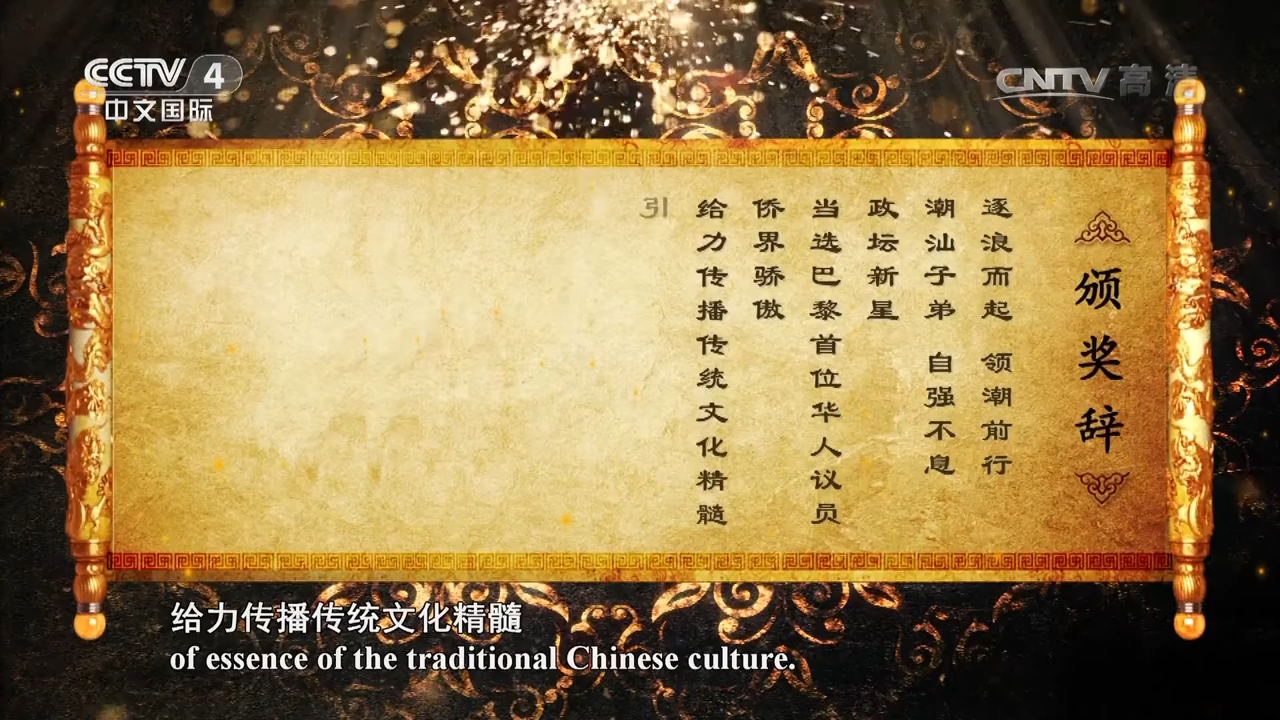 CCTV 4
中文国际
CNTV 高清
颁奖辞
逐浪而起 领潮前行
潮汕子弟 自强不息
政坛新星
当选巴黎首位华人议员
侨界骄傲
给力传播传统文化精髓
引
给力传播传统文化精髓
of essence of the traditional Chinese culture.